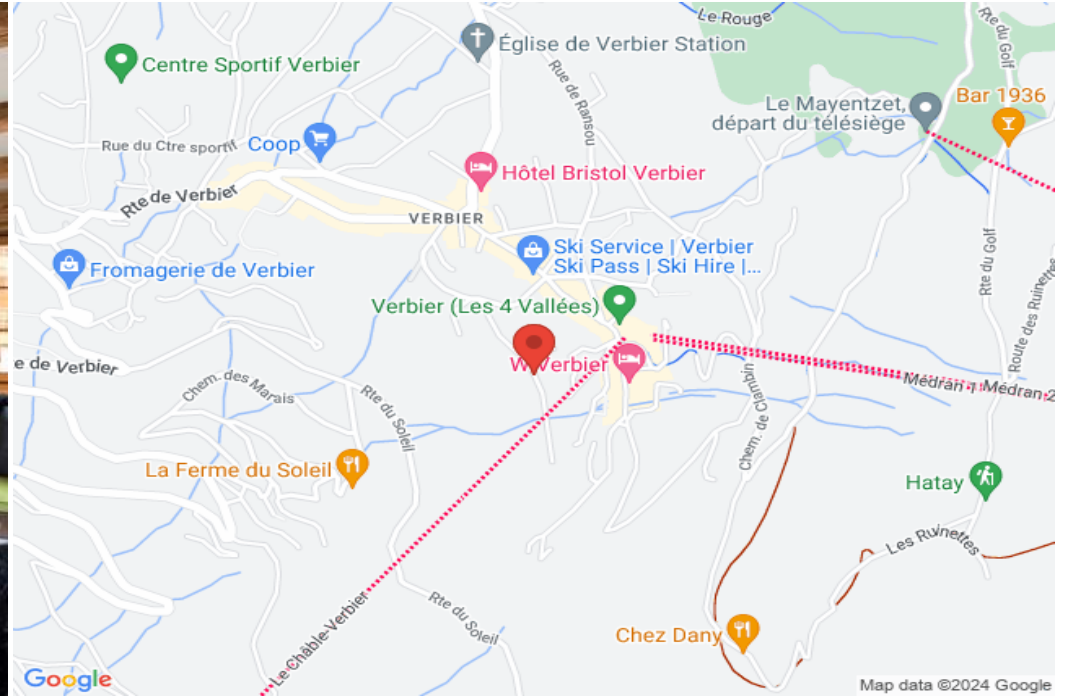 Le Rouge
Rte du Golf
Église de Verbier Station
Centre Sportif Verbier
Rue de Ransou
Bar 1936
Le Mayentzet,
départ du télésiège
Coop
Rue du Ctre sportif
Hôtel Bristol Verbier
Rte de Verbier
VERBIER
Ski Service | Verbier
Ski Pass | Ski Hire |...
Fromagerie de Verbier
Rte du Golf
Route des Ruinettes
Verbier (Les 4 Vallées)
W Verbier
e de Verbier
Chem. des Marais
Rte du Soleil
Médran 1
Médran 2
Chem. de Clambin
La Ferme du Soleil
Hatay
Les Ruinettes
Le Châble-Verbier
Rte du Soleil
Chez Dany
Google
Map data ©2024 Google